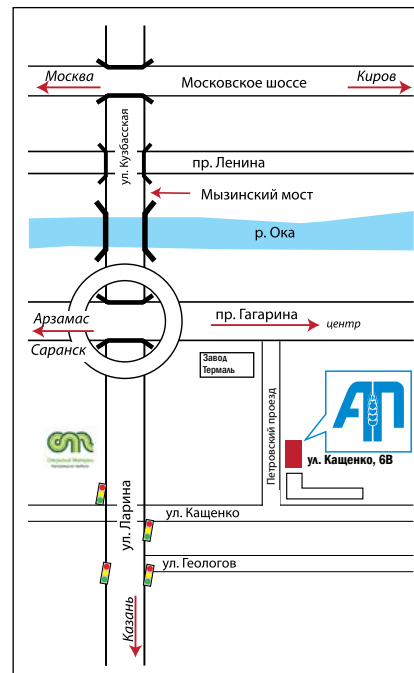 Москва
Киров
Московское шоссе
ул. Кузбасская
пр. Ленина
Мызинский мост
р. Ока
Арзамас
Саранск
пр. Гагарина
центр
Завод
Термаль
Петровский проезд
АП
ул. Кащенко, 6В
ул. Ларина
ул. Кащенко
ул. Геологов
Казань